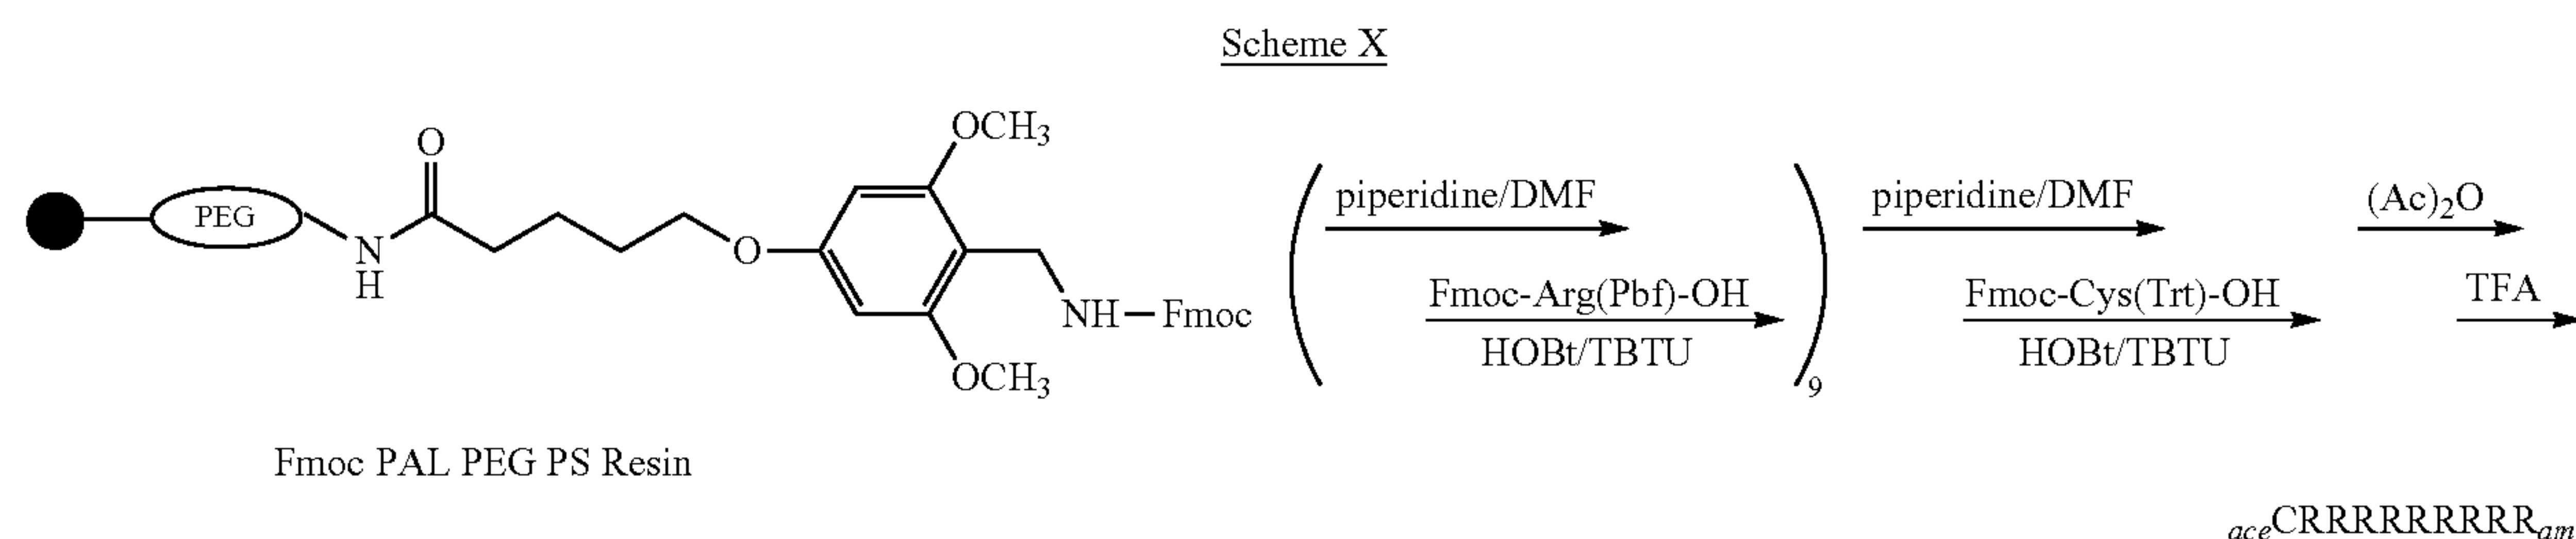 Scheme X
O
OCH3
PEG
N
H
O
OCH3
NH—Fmoc
piperidine/DMF
Fmoc-Arg(Pbf)-OH
HOBt/TBTU
9
piperidine/DMF
Fmoc-Cys(Trt)-OH
HOBt/TBTU
(Ac)2O
TFA
Fmoc PAL PEG PS Resin
aceCRRRRRRRRRam